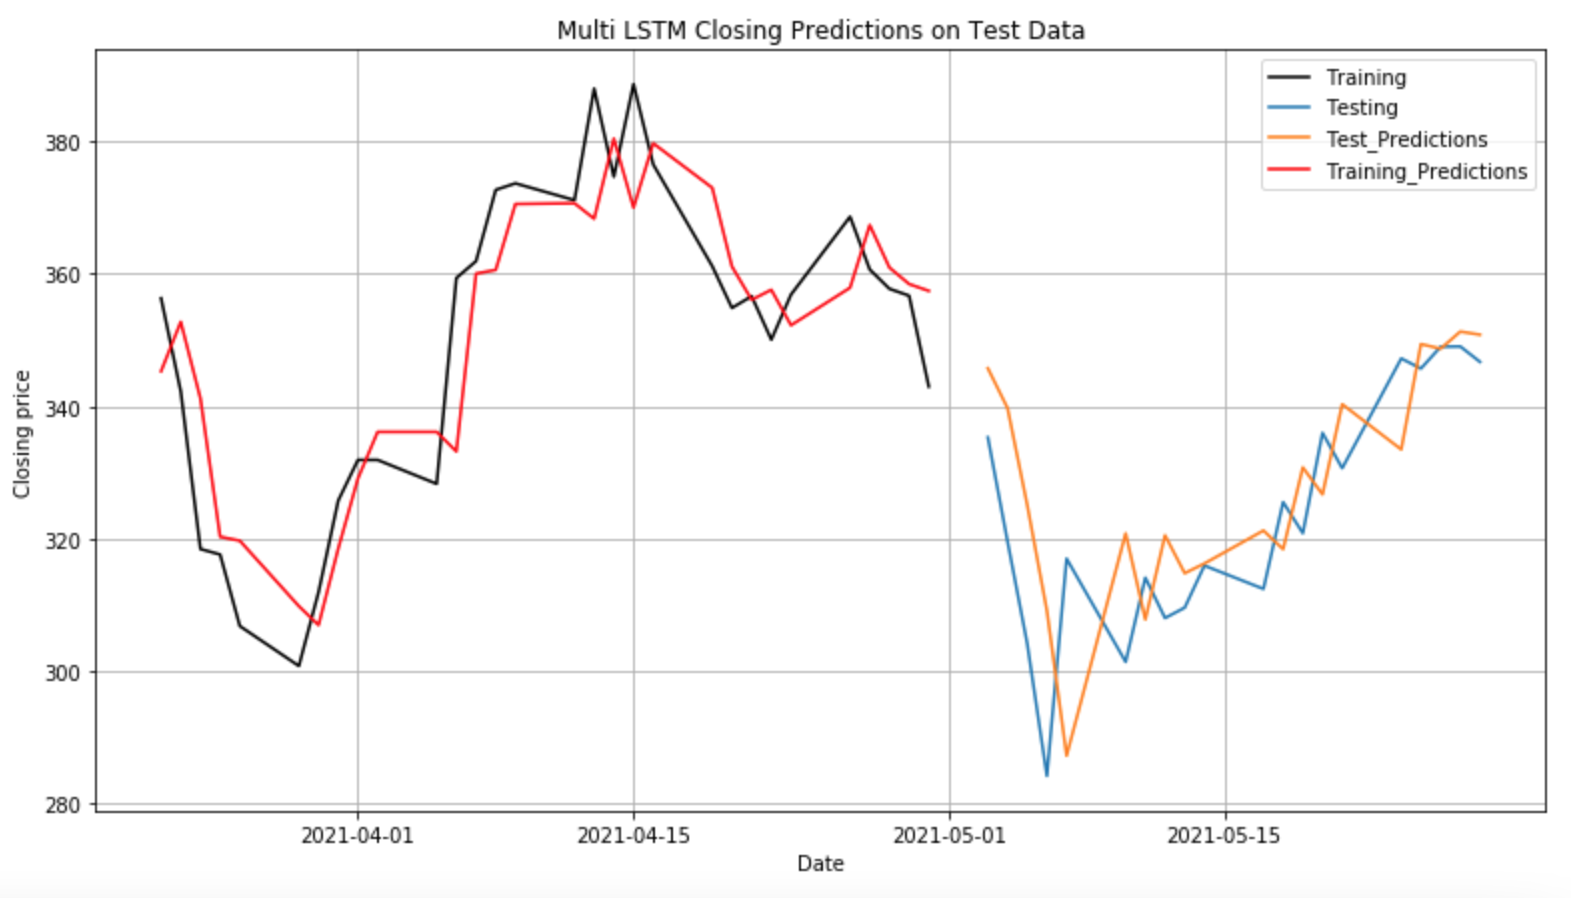 Multi LSTM Closing Predictions on Test Data
Training
Testing
Test_Predictions
Training_Predictions
380
360
340
320
300
280
Closing price
2021-04-01
2021-04-15
2021-05-01
2021-05-15
Date